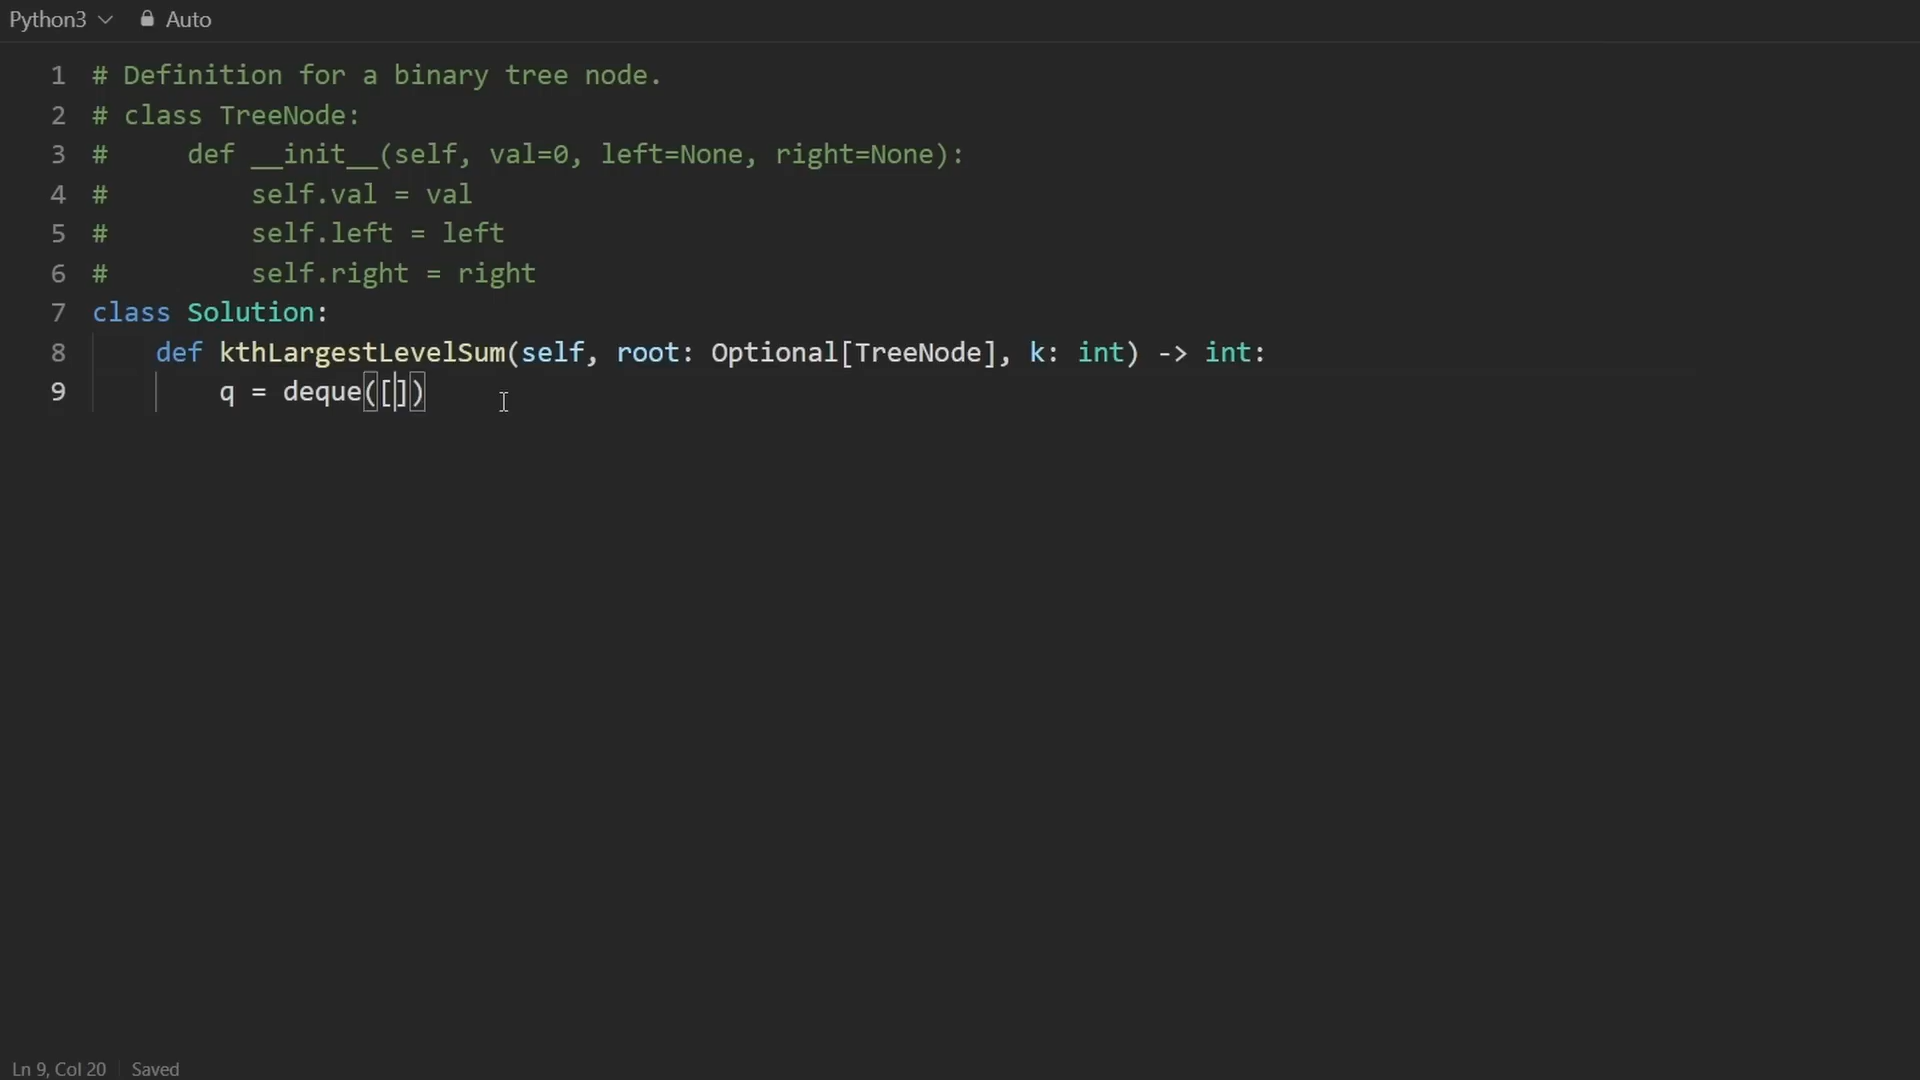 Python3 Auto
1 # Definition for a binary tree node.
2 # class TreeNode:
3 #     def __init__(self, val=0, left=None, right=None):
4 #         self.val = val
5 #         self.left = left
6 #         self.right = right
7 class Solution:
8     def kthLargestLevelSum(self, root: Optional[TreeNode], k: int) -> int:
9         q = deque([])
Ln 9, Col 20 Saved